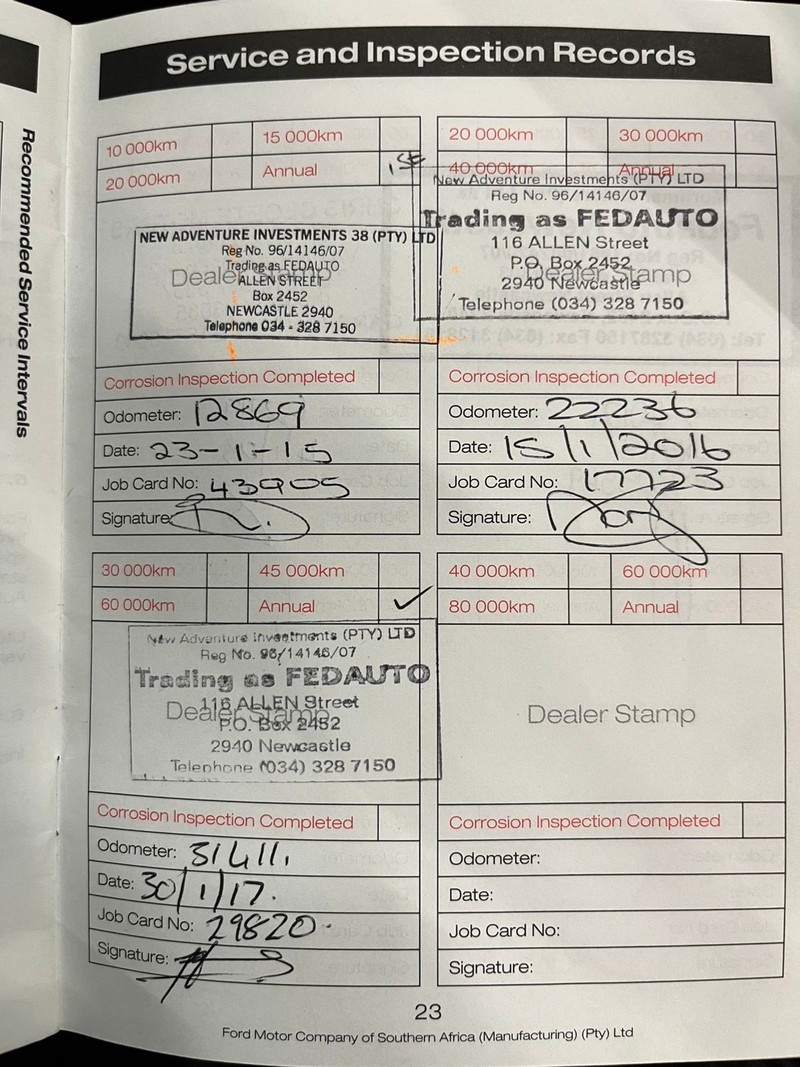 Recommended Service Intervals
Service and Inspection Records
10 000km 15 000km
20 000km Annual 1st
NEW ADVENTURE INVESTMENTS 38 (PTY) LTD
Reg No. 96/14146/07
Trading as FEDAUTO
Dealer Stamp
ALLEN STREET
Box 2452
NEWCASTLE 2940
Telephone 034 - 328 7150
Corrosion Inspection Completed
Odometer: 12869
Date: 23-1-15
Job Card No: 43905
Signature:
20 000km 30 000km
40 000km Annual
New Adventure Investments (PTY) LTD
Reg No. 96/14146/07
Trading as FEDAUTO
116 ALLEN Street
P.O. Box 2452
Dealer Stamp
2940 Newcastle
Telephone (034) 328 7150
Corrosion Inspection Completed
Odometer: 22236
Date: 15/1/2016
Job Card No: 17723
Signature:
30 000km 45 000km
60 000km Annual ✓
New Adventure Investments (PTY) LTD
Reg No. 96/14146/07
Trading as FEDAUTO
116 ALLEN Street
Dealer Stamp
P.O. Box 2452
2940 Newcastle
Telephone (034) 328 7150
Corrosion Inspection Completed
Odometer: 31411
Date: 30/1/17.
Job Card No: 29820.
Signature:
40 000km 60 000km
80 000km Annual
Dealer Stamp
Corrosion Inspection Completed
Odometer:
Date:
Job Card No:
Signature:
23
Ford Motor Company of Southern Africa (Manufacturing) (Pty) Ltd